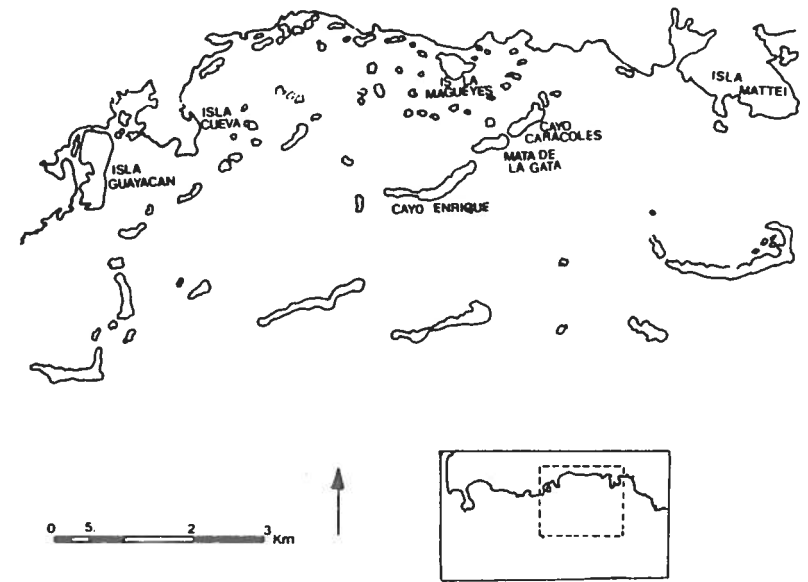 ISLA
MATTEI
ISLA
MAGUEYES
ISLA
CUEVA
CAYO
CARACOLES
MATA DE
LA GATA
ISLA
GUAYACAN
CAYO ENRIQUE
0 5. 2 3
Km